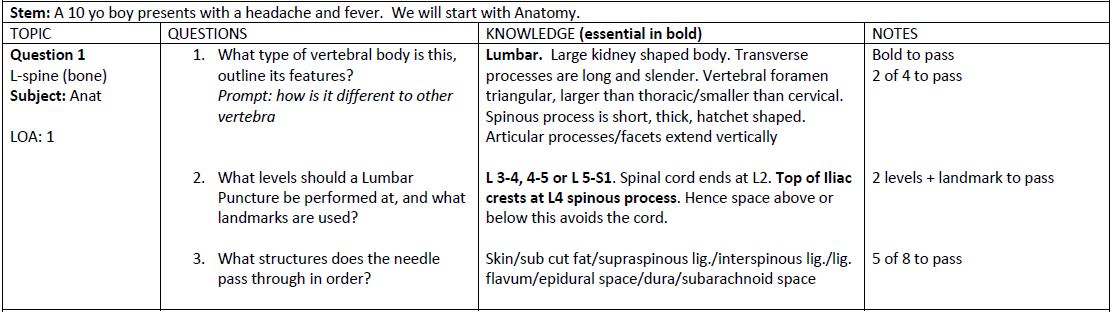 Stem: A 10 yo boy presents with a headache and fever.  We will start with Anatomy.
TOPIC
QUESTIONS
KNOWLEDGE (essential in bold)
NOTES
Question 1
L-spine (bone)
Subject: Anat
LOA: 1
1. What type of vertebral body is this,
outline its features?
Prompt: how is it different to other
vertebra
Lumbar.  Large kidney shaped body. Transverse
processes are long and slender. Vertebral foramen
triangular, larger than thoracic/smaller than cervical.
Spinous process is short, thick, hatchet shaped.
Articular processes/facets extend vertically
Bold to pass
2 of 4 to pass
2. What levels should a Lumbar
Puncture be performed at, and what
landmarks are used?
L 3-4, 4-5 or L 5-S1. Spinal cord ends at L2. Top of Iliac
crests at L4 spinous process. Hence space above or
below this avoids the cord.
2 levels + landmark to pass
3. What structures does the needle
pass through in order?
Skin/sub cut fat/supraspinous lig./interspinous lig./lig.
flavum/epidural space/dura/subarachnoid space
5 of 8 to pass